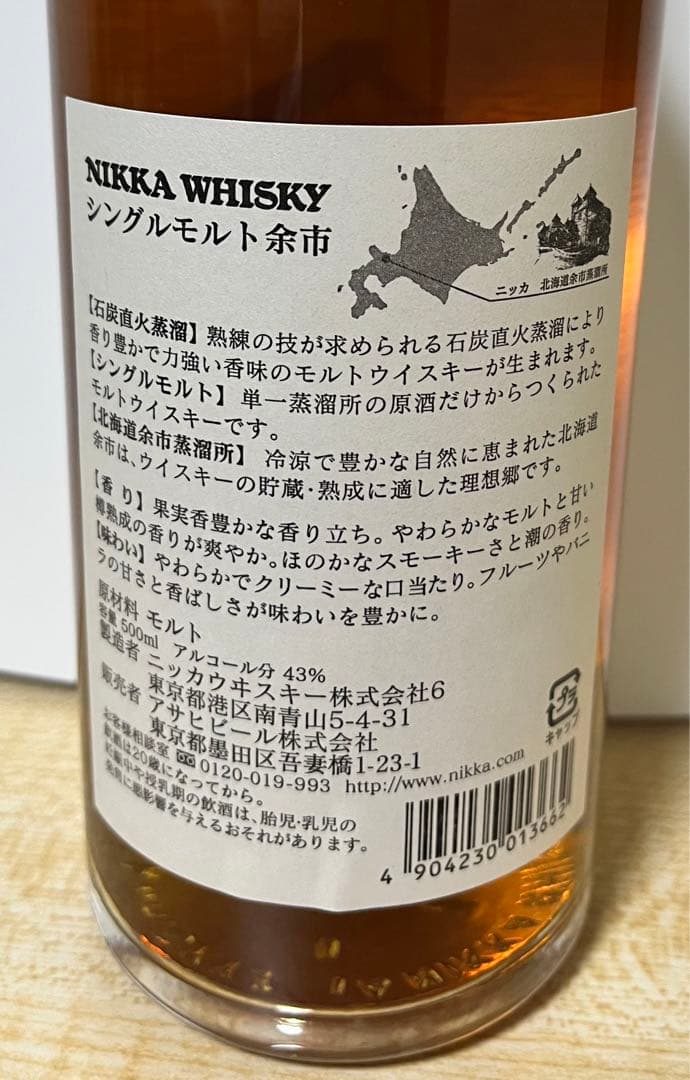 NIKKA WHISKY
シングルモルト余市
ニッカ 北海道余市蒸溜所
【石炭直火蒸溜】熟練の技が求められる石炭直火蒸溜により
香り豊かで力強い香味のモルトウイスキーが生まれます。
【シングルモルト】単一蒸溜所の原酒だけからつくられた
モルトウイスキーです。
【北海道余市蒸溜所】冷涼で豊かな自然に恵まれた北海道
余市は、ウイスキーの貯蔵・熟成に適した理想郷です。
【香り】果実香豊かな香り立ち。やわらかなモルトと甘い
樽熟成の香りが爽やか。ほのかなスモーキーさと潮の香り。
【味わい】やわらかでクリーミーな口当たり。フルーツやバニ
ラの甘さと香ばしさが味わいを豊かに。
原材料 モルト
容量 500ml アルコール分 43%
製造者 ニッカウヰスキー株式会社6
東京都港区南青山5-4-31
販売者 アサヒビール株式会社
東京都墨田区吾妻橋1-23-1
お客様相談室 0120-019-993 http://www.nikka.com
飲酒は20歳になってから。
妊娠中や授乳期の飲酒は、胎児・乳児の
発育に悪影響を与えるおそれがあります。
プラ
キャップ
4 904230 013662